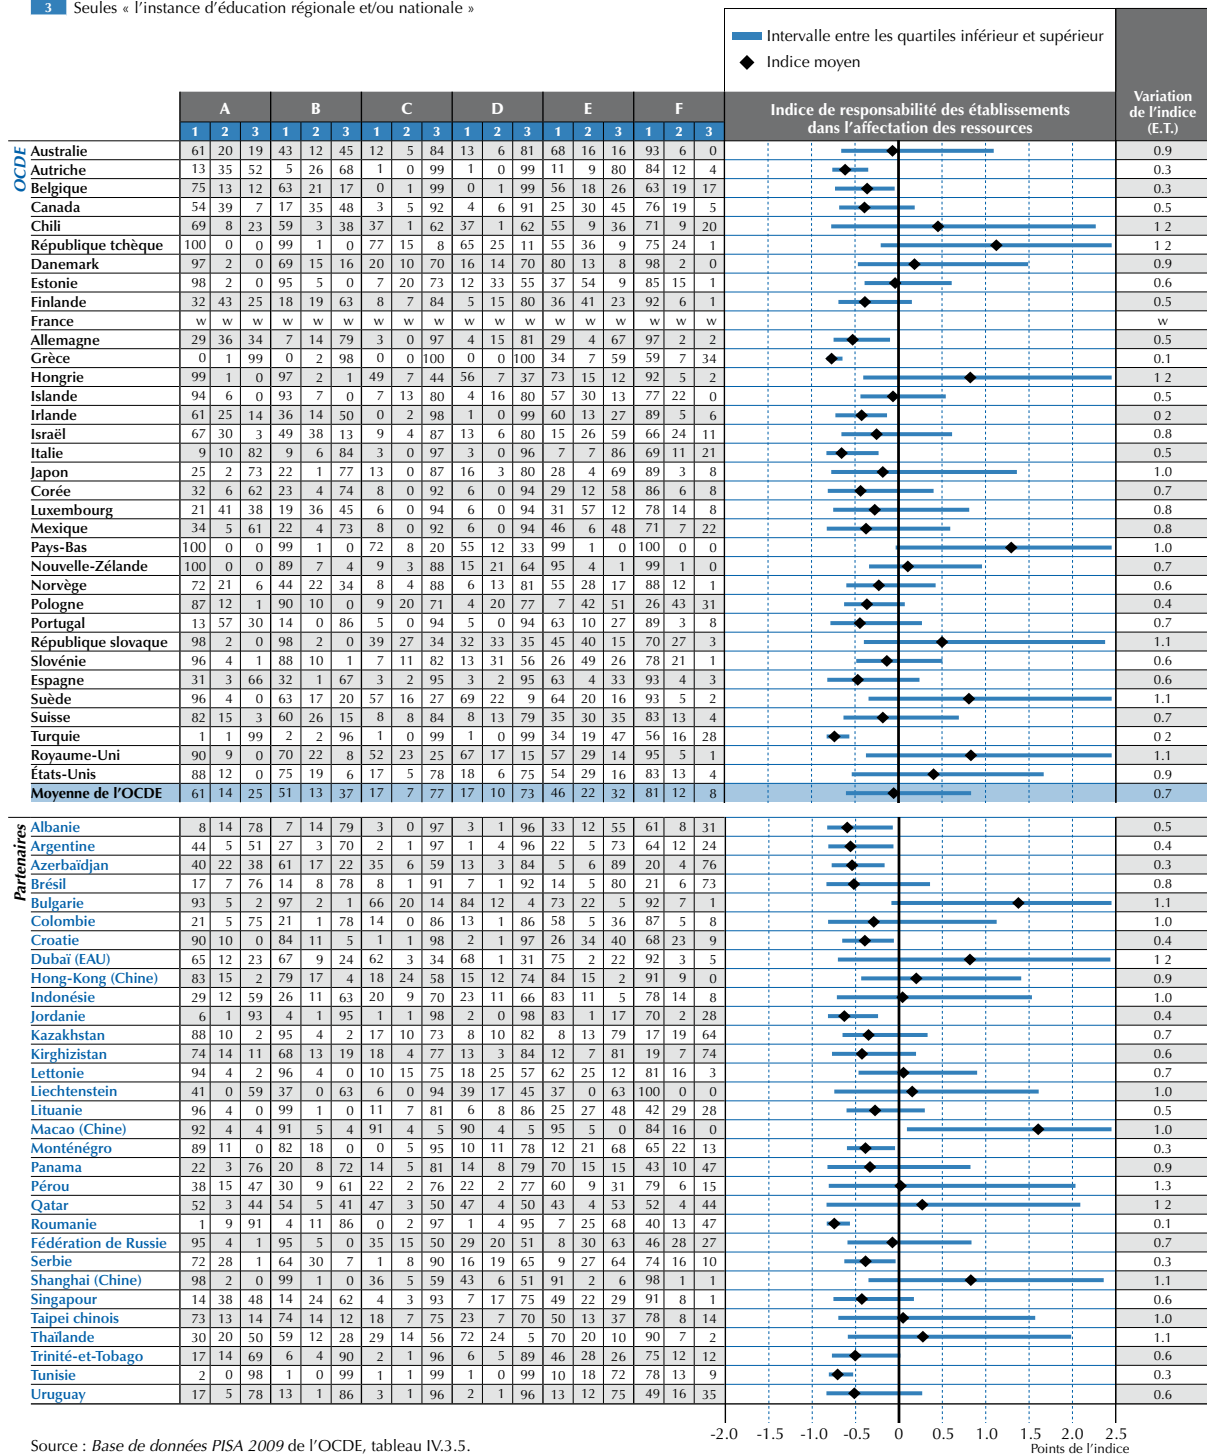 3 Seules « l'instance d'éducation régionale et/ou nationale »
Intervalle entre les quartiles inférieur et supérieur
Indice moyen
A B C D E F Indice de responsabilité des établissements dans l'affectation des ressources Variation de l'indice (E.T.)
1 2 3 1 2 3 1 2 3 1 2 3 1 2 3 1 2 3
OCDE
Australie 61 20 19 43 12 45 12 5 84 13 6 81 68 16 16 93 6 0 0.9
Autriche 13 35 52 5 26 68 1 0 99 1 0 99 11 9 80 84 12 4 0.3
Belgique 75 13 12 63 21 17 0 1 99 0 1 99 56 18 26 63 19 17 0.3
Canada 54 39 7 17 35 48 3 5 92 4 6 91 25 30 45 76 19 5 0.5
Chili 69 8 23 59 3 38 37 1 62 37 1 62 55 9 36 71 9 20 1 2
République tchèque 100 0 0 99 1 0 77 15 8 65 25 11 55 36 9 75 24 1 1 2
Danemark 97 2 0 69 15 16 20 10 70 16 14 70 80 13 8 98 2 0 0.9
Estonie 98 2 0 95 5 0 7 20 73 12 33 55 37 54 9 85 15 1 0.6
Finlande 32 43 25 18 19 63 8 7 84 5 15 80 36 41 23 92 6 1 0.5
France w w w w w w w w w w w w w w w w w w w
Allemagne 29 36 34 7 14 79 3 0 97 4 15 81 29 4 67 97 2 2 0.5
Grèce 0 1 99 0 2 98 0 0 100 0 0 100 34 7 59 59 7 34 0.1
Hongrie 99 1 0 97 2 1 49 7 44 56 7 37 73 15 12 92 5 2 1 2
Islande 94 6 0 93 7 0 7 13 80 4 16 80 57 30 13 77 22 0 0.5
Irlande 61 25 14 36 14 50 0 2 98 1 0 99 60 13 27 89 5 6 0 2
Israël 67 30 3 49 38 13 9 4 87 13 6 80 15 26 59 66 24 11 0.8
Italie 9 10 82 9 6 84 3 0 97 3 0 96 7 7 86 69 11 21 0.5
Japon 25 2 73 22 1 77 13 0 87 16 3 80 28 4 69 89 3 8 1.0
Corée 32 6 62 23 4 74 8 0 92 6 0 94 29 12 58 86 6 8 0.7
Luxembourg 21 41 38 19 36 45 6 0 94 6 0 94 31 57 12 78 14 8 0.8
Mexique 34 5 61 22 4 73 8 0 92 6 0 94 46 6 48 71 7 22 0.8
Pays-Bas 100 0 0 99 1 0 72 8 20 55 12 33 99 1 0 100 0 0 1.0
Nouvelle-Zélande 100 0 0 89 7 4 9 3 88 15 21 64 95 4 1 99 1 0 0.7
Norvège 72 21 6 44 22 34 8 4 88 6 13 81 55 28 17 88 12 1 0.6
Pologne 87 12 1 90 10 0 9 20 71 4 20 77 7 42 51 26 43 31 0.4
Portugal 13 57 30 14 0 86 5 0 94 5 0 94 63 10 27 89 3 8 0.7
République slovaque 98 2 0 98 2 0 39 27 34 32 33 35 45 40 15 70 27 3 1.1
Slovénie 96 4 1 88 10 1 7 11 82 13 31 56 26 49 26 78 21 1 0.6
Espagne 31 3 66 32 1 67 3 2 95 3 2 95 63 4 33 93 4 3 0.6
Suède 96 4 0 63 17 20 57 16 27 69 22 9 64 20 16 93 5 2 1.1
Suisse 82 15 3 60 26 15 8 8 84 8 13 79 35 30 35 83 13 4 0.7
Turquie 1 1 99 2 2 96 1 0 99 1 0 99 34 19 47 56 16 28 0 2
Royaume-Uni 90 9 0 70 22 8 52 23 25 67 17 15 57 29 14 95 5 1 1.1
États-Unis 88 12 0 75 19 6 17 5 78 18 6 75 54 29 16 83 13 4 0.9
Moyenne de l'OCDE 61 14 25 51 13 37 17 7 77 17 10 73 46 22 32 81 12 8 0.7
Partenaires
Albanie 8 14 78 7 14 79 3 0 97 3 1 96 33 12 55 61 8 31 0.5
Argentine 44 5 51 27 3 70 2 1 97 1 4 96 22 5 73 64 12 24 0.4
Azerbaïdjan 40 22 38 61 17 22 35 6 59 13 3 84 5 6 89 20 4 76 0.3
Brésil 17 7 76 14 8 78 8 1 91 7 1 92 14 5 80 21 6 73 0.8
Bulgarie 93 5 2 97 2 1 66 20 14 84 12 4 73 22 5 92 7 1 1.1
Colombie 21 5 75 21 1 78 14 0 86 13 1 86 58 5 36 87 5 8 1.0
Croatie 90 10 0 84 11 5 1 1 98 2 1 97 26 34 40 68 23 9 0.4
Dubaï (EAU) 65 12 23 67 9 24 62 3 34 68 1 31 75 2 22 92 3 5 1 2
Hong-Kong (Chine) 83 15 2 79 17 4 18 24 58 15 12 74 84 15 2 91 9 0 0.9
Indonésie 29 12 59 26 11 63 20 9 70 23 11 66 83 11 5 78 14 8 1.0
Jordanie 6 1 93 4 1 95 1 1 98 2 0 98 83 1 17 70 2 28 0.4
Kazakhstan 88 10 2 95 4 2 17 10 73 8 10 82 8 13 79 17 19 64 0.7
Kirghizistan 74 14 11 68 13 19 18 4 77 13 3 84 12 7 81 19 7 74 0.6
Lettonie 94 4 2 96 4 0 10 15 75 18 25 57 62 25 12 81 16 3 0.7
Liechtenstein 41 0 59 37 0 63 6 0 94 39 17 45 37 0 63 100 0 0 1.0
Lituanie 96 4 0 99 1 0 11 7 81 6 8 86 25 27 48 42 29 28 0.5
Macao (Chine) 92 4 4 91 5 4 91 4 5 90 4 5 95 5 0 84 16 0 1.0
Monténégro 89 11 0 82 18 0 0 5 95 10 11 78 12 21 68 65 22 13 0.3
Panama 22 3 76 20 8 72 14 5 81 14 8 79 70 15 15 43 10 47 0.9
Pérou 38 15 47 30 9 61 22 2 76 22 2 77 60 9 31 79 6 15 1.3
Qatar 52 3 44 54 5 41 47 3 50 47 4 50 43 4 53 52 4 44 1 2
Roumanie 1 9 91 4 11 86 0 2 97 1 4 95 7 25 68 40 13 47 0.1
Fédération de Russie 95 4 1 95 5 0 35 15 50 29 20 51 8 30 63 46 28 27 0.7
Serbie 72 28 1 64 30 7 1 8 90 16 19 65 9 27 64 74 16 10 0.3
Shanghai (Chine) 98 2 0 99 1 0 36 5 59 43 6 51 91 2 6 98 1 1 1.1
Singapour 14 38 48 14 24 62 4 3 93 7 17 75 49 22 29 91 8 1 0.6
Taipei chinois 73 13 14 74 14 12 18 7 75 23 7 70 50 13 37 78 8 14 1.0
Thaïlande 30 20 50 59 12 28 29 14 56 72 24 5 70 20 10 90 7 2 1.1
Trinité-et-Tobago 17 14 69 6 4 90 2 1 96 6 5 89 46 28 26 75 12 12 0.6
Tunisie 2 0 98 1 0 99 1 1 99 1 0 99 10 18 72 78 13 9 0.3
Uruguay 17 5 78 13 1 86 3 1 96 2 1 96 13 12 75 49 16 35 0.6
-2.0 -1.5 -1.0 -0.5 0 0.5 1.0 1.5 2.0 2.5
Points de l'indice
Source : Base de données PISA 2009 de l'OCDE, tableau IV.3.5.